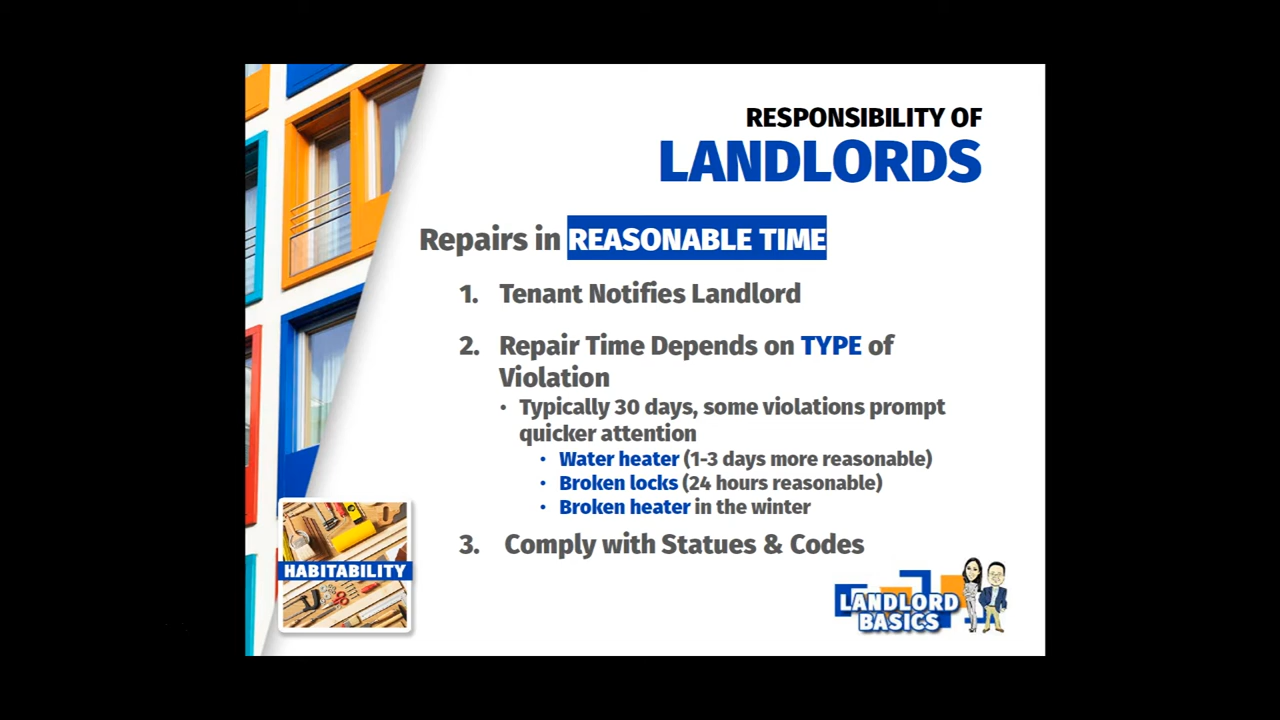 RESPONSIBILITY OF
LANDLORDS
Repairs in REASONABLE TIME
1. Tenant Notifies Landlord
2. Repair Time Depends on TYPE of
Violation
• Typically 30 days, some violations prompt
quicker attention
• Water heater (1-3 days more reasonable)
• Broken locks (24 hours reasonable)
• Broken heater in the winter
3. Comply with Statues & Codes
HABITABILITY
LANDLORD
BASICS